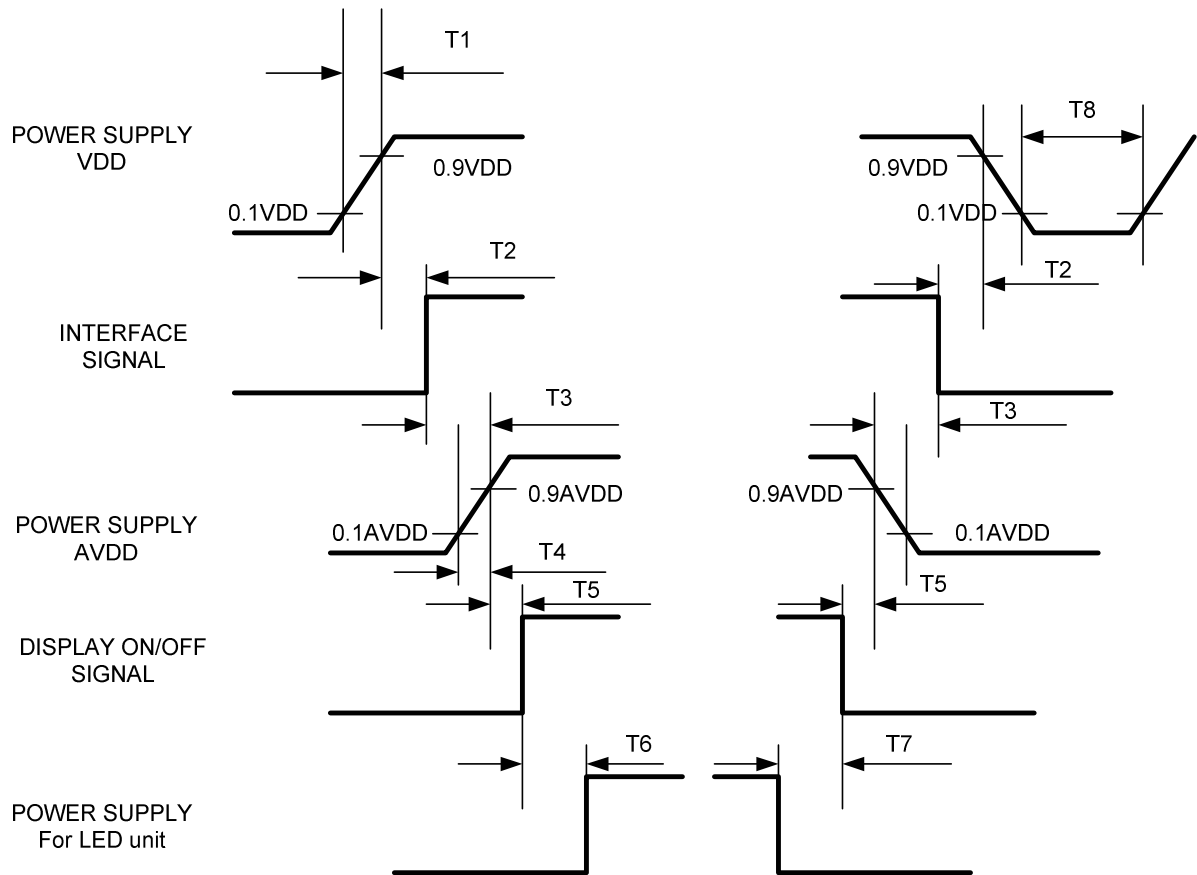 T1
T8
POWER SUPPLY
VDD
0.9VDD
0.9VDD
0.1VDD
0.1VDD
T2
T2
INTERFACE
SIGNAL
T3
T3
0.9AVDD
0.9AVDD
POWER SUPPLY
AVDD
0.1AVDD
0.1AVDD
T4
T5
T5
DISPLAY ON/OFF
SIGNAL
T6
T7
POWER SUPPLY
For LED unit